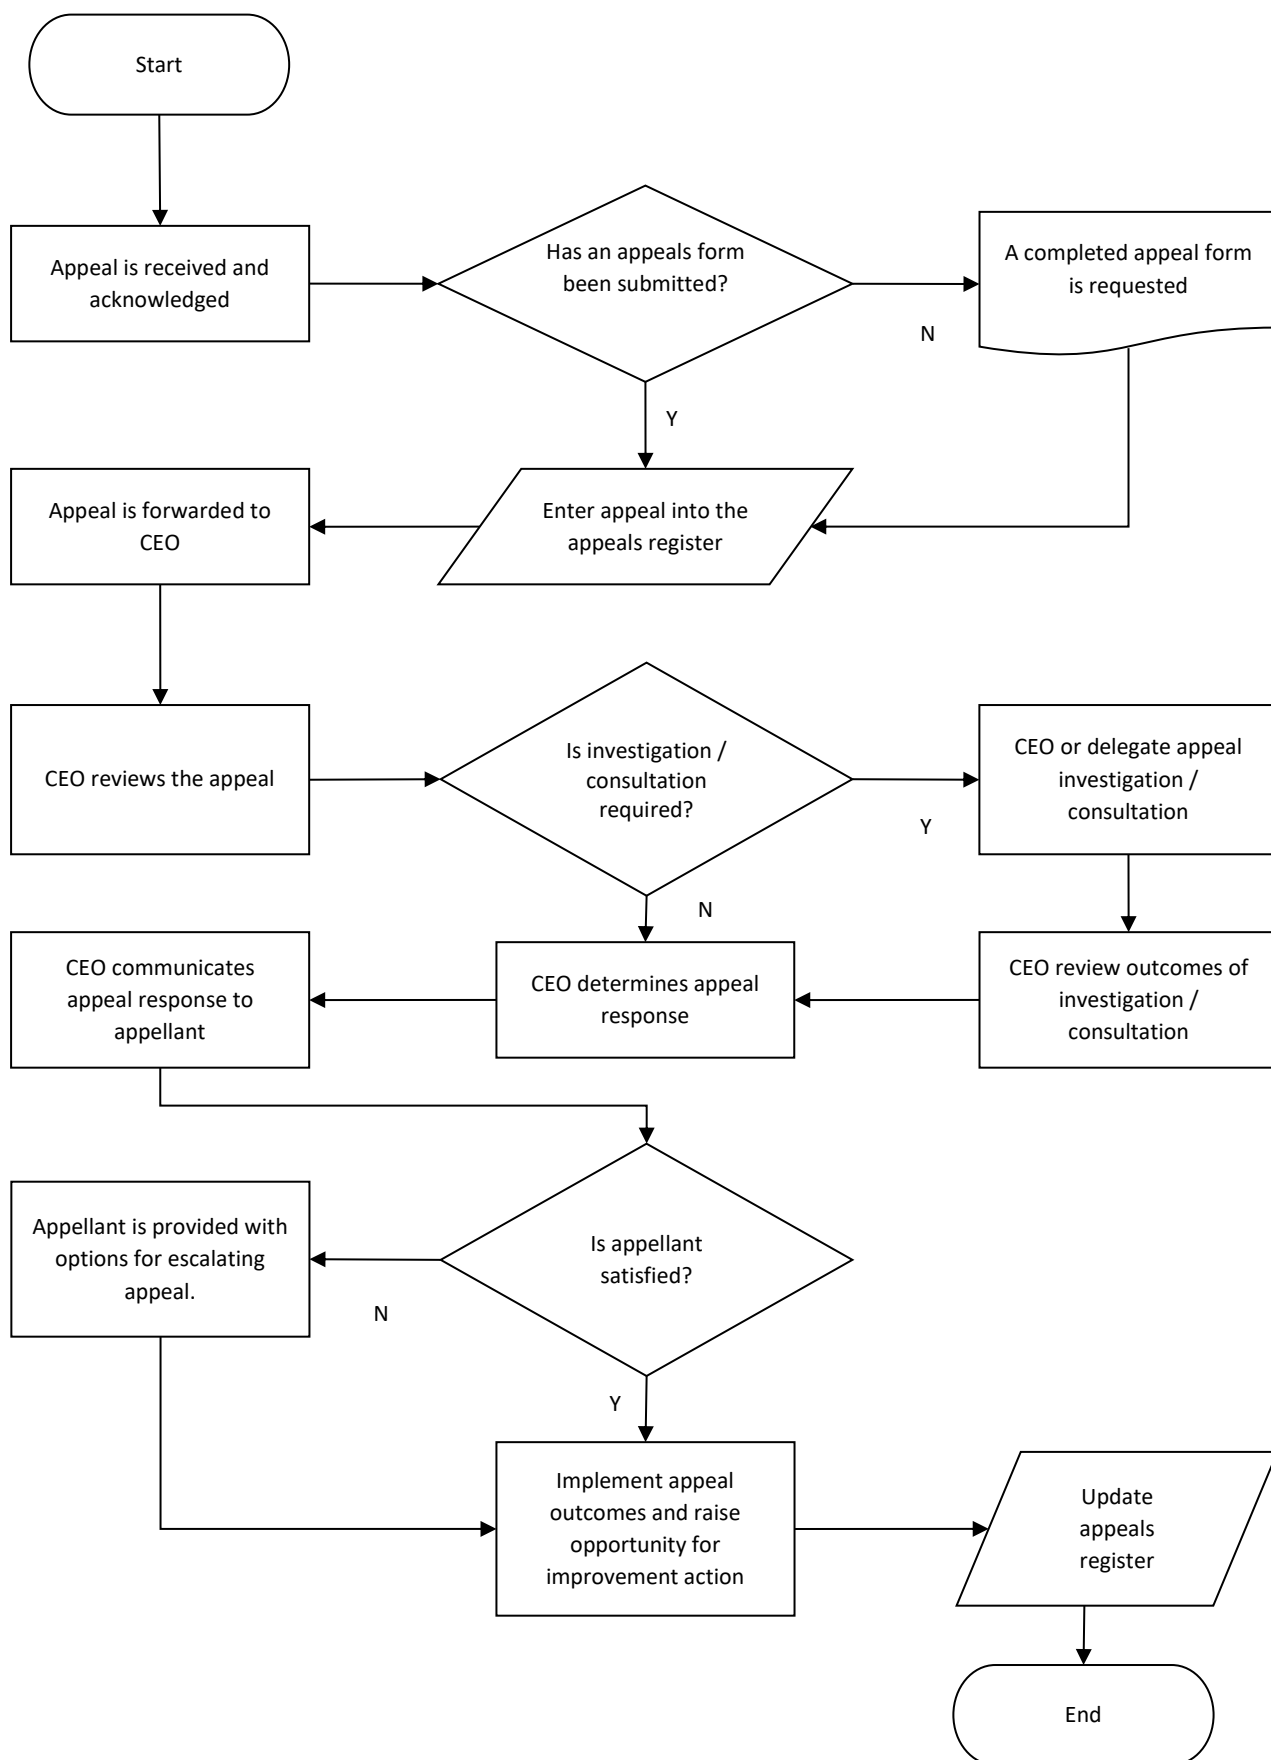 Start
Appeal is received and
acknowledged
Has an appeals form
been submitted?
A completed appeal form
is requested
N
Y
Appeal is forwarded to
CEO
Enter appeal into the
appeals register
CEO reviews the appeal
Is investigation /
consultation
required?
CEO or delegate appeal
investigation /
consultation
Y
N
CEO communicates
appeal response to
appellant
CEO determines appeal
response
CEO review outcomes of
investigation /
consultation
Appellant is provided with
options for escalating
appeal.
Is appellant
satisfied?
N
Y
Implement appeal
outcomes and raise
opportunity for
improvement action
Update
appeals
register
End